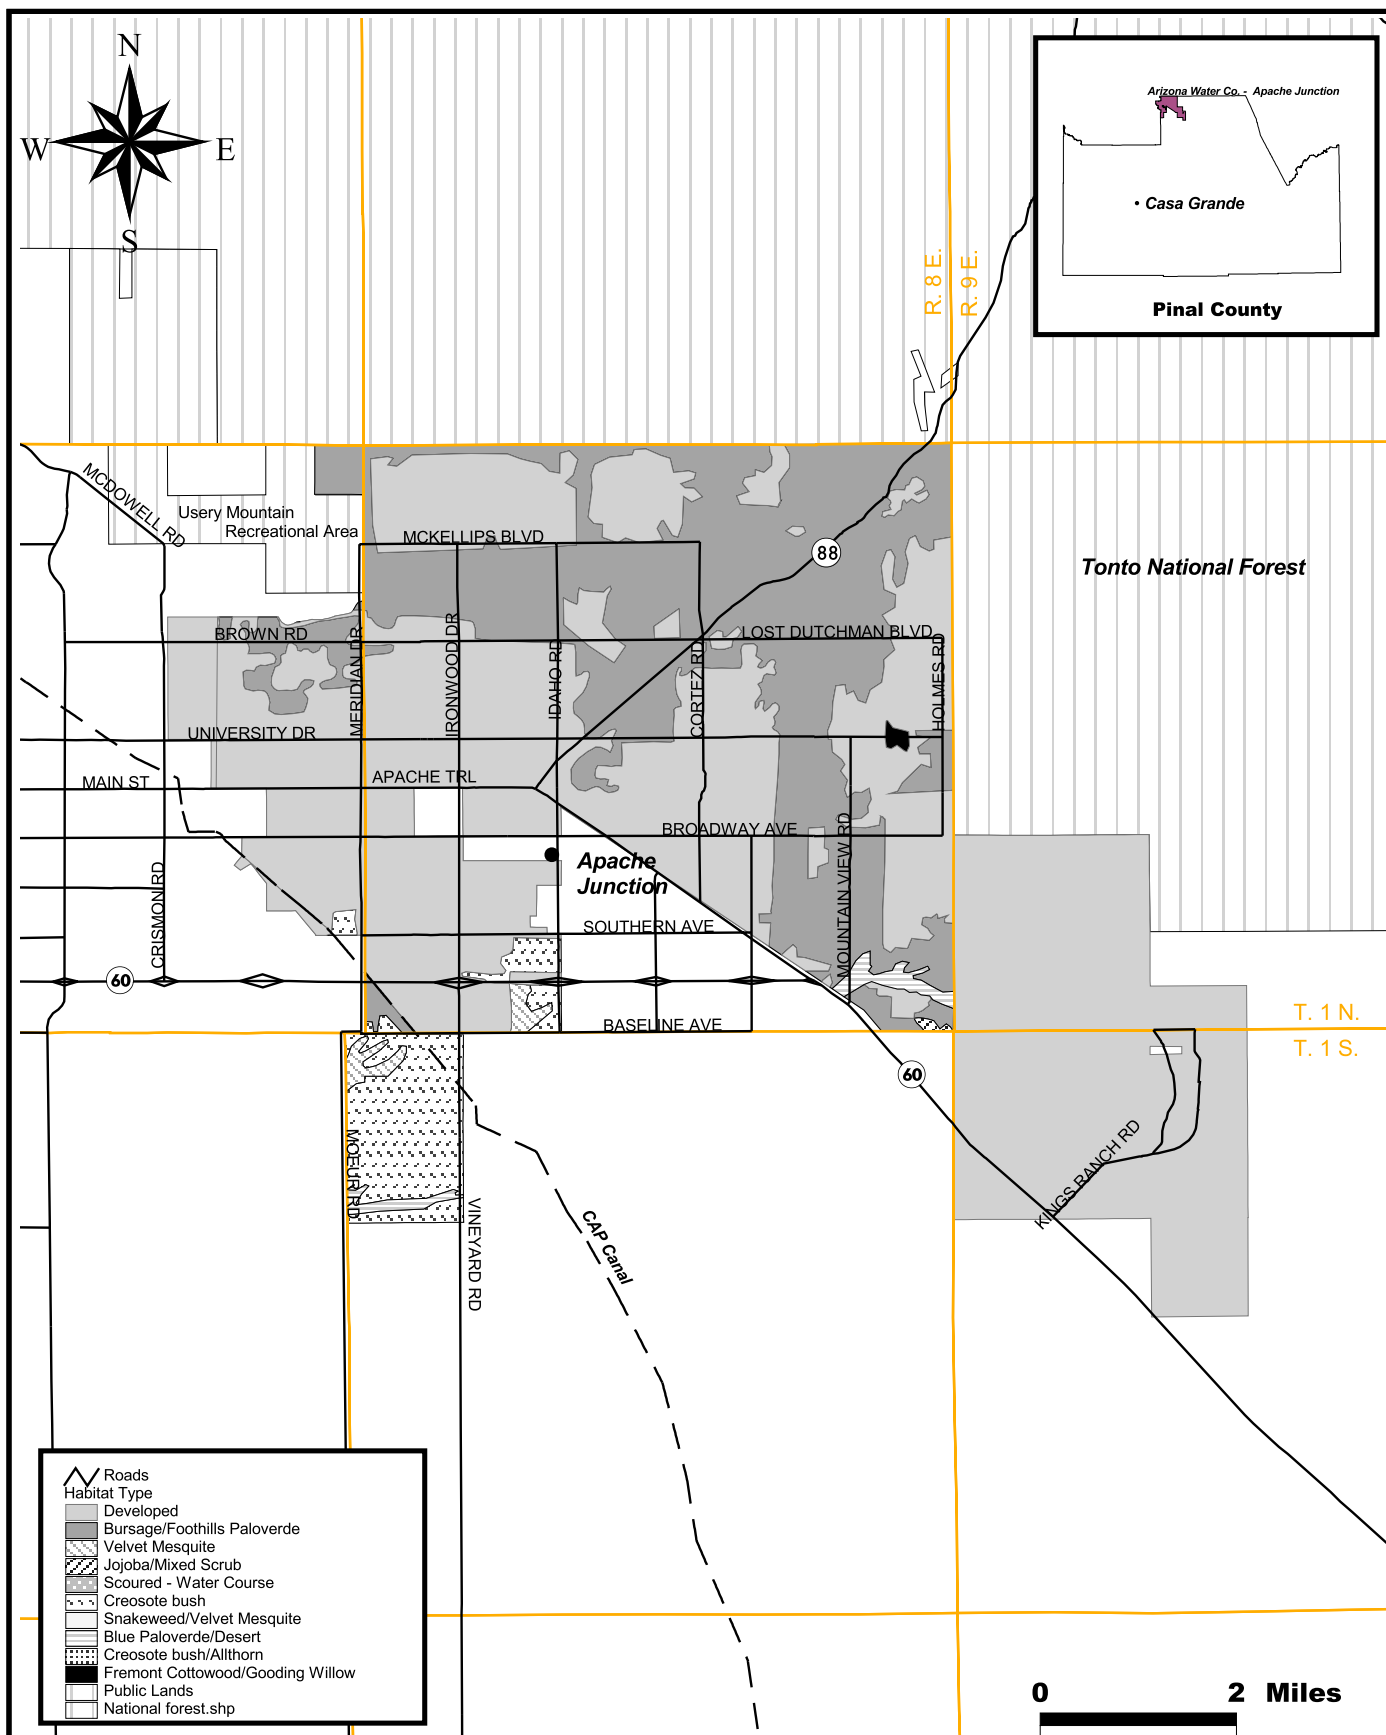 N
W
E
S
Arizona Water Co. - Apache Junction
Casa Grande
Pinal County
R. 8 E.
R. 9 E.
MCDOWELL RD
Usery Mountain
Recreational Area
MCKELLIPS BLVD
88
Tonto National Forest
BROWN RD
MERIDIAN DR
IRONWOOD DR
IDAHO RD
CORTEZ RD
LOST DUTCHMAN BLVD
HOLMES RD
UNIVERSITY DR
MAIN ST
APACHE TRL
BROADWAY AVE
MOUNTAIN VIEW RD
Apache
Junction
CRISMON RD
SOUTHERN AVE
60
BASELINE AVE
T. 1 N.
T. 1 S.
60
MOEUR RD
VINEYARD RD
KINGS RANCH RD
CAP Canal
Roads
Habitat Type
Developed
Bursage/Foothills Paloverde
Velvet Mesquite
Jojoba/Mixed Scrub
Scoured - Water Course
Creosote bush
Snakeweed/Velvet Mesquite
Blue Paloverde/Desert
Creosote bush/Allthorn
Fremont Cottowood/Gooding Willow
Public Lands
National forest.shp
0 2 Miles